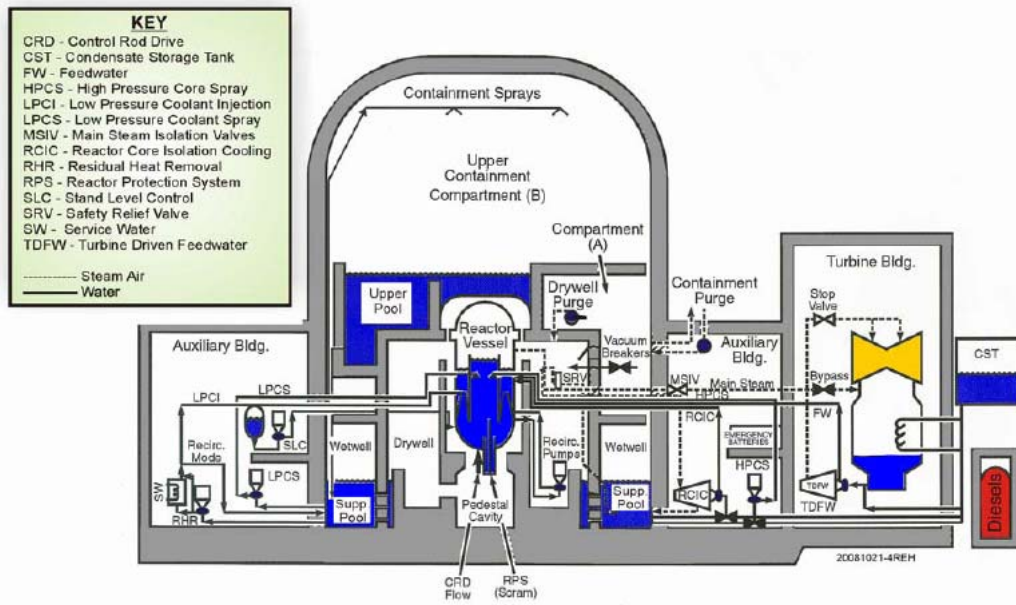 KEY
CRD - Control Rod Drive
CST - Condensate Storage Tank
FW - Feedwater
HPCS - High Pressure Core Spray
LPCI - Low Pressure Coolant Injection
LPCS - Low Pressure Coolant Spray
MSIV - Main Steam Isolation Valves
RCIC - Reactor Core Isolation Cooling
RHR - Residual Heat Removal
RPS - Reactor Protection System
SLC - Stand Level Control
SRV - Safety Relief Valve
SW - Service Water
TDFW - Turbine Driven Feedwater
Steam Air
Water
Containment Sprays
Upper
Containment
Compartment (B)
Compartment
(A)
Turbine Bldg.
Drywell
Purge
Containment
Purge
Stop
Valve
Upper
Pool
Reactor
Vessel
Auxiliary Bldg.
Vacuum
Breakers
Auxiliary
Bldg.
CST
SRV
MSIV
Main Steam
Bypass
HPCS
LPCI
LPCS
SLC
RCIC
FW
Recirc.
Mode
Wetwell
Drywell
Recirc.
Pumps
Wetwell
EMERGENCY
BATTERIES
LPCS
HPCS
SW
RHR
Supp.
Pool
Pedestal
Cavity
Supp.
Pool
RCIC
TDFW
TDFW
Diesels
CRD
Flow
RPS
(Scram)
20081021-4REH